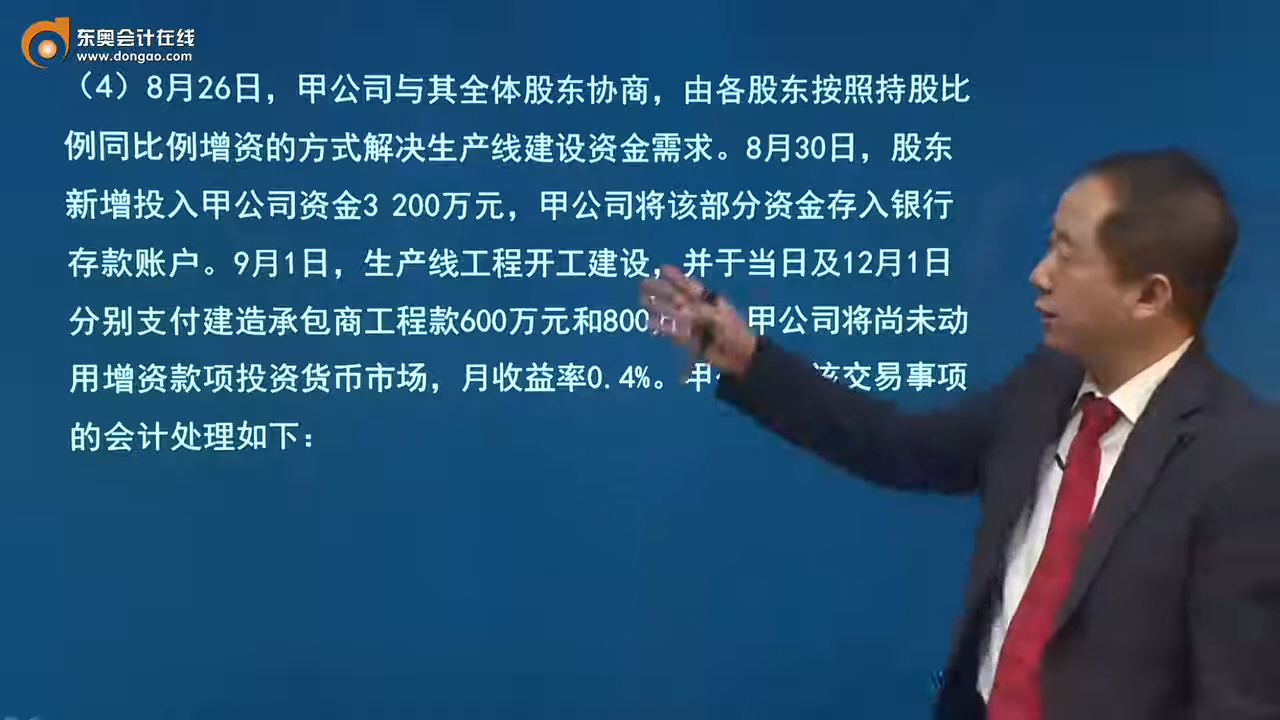 东奥会计在线
www.dongao.com
（4）8月26日，甲公司与其全体股东协商，由各股东按照持股比
例同比例增资的方式解决生产线建设资金需求。8月30日，股东
新增投入甲公司资金3 200万元，甲公司将该部分资金存入银行
存款账户。9月1日，生产线工程开工建设，并于当日及12月1日
分别支付建造承包商工程款600万元和800 甲公司将尚未动
用增资款项投资货币市场，月收益率0.4%。甲 该交易事项
的会计处理如下：